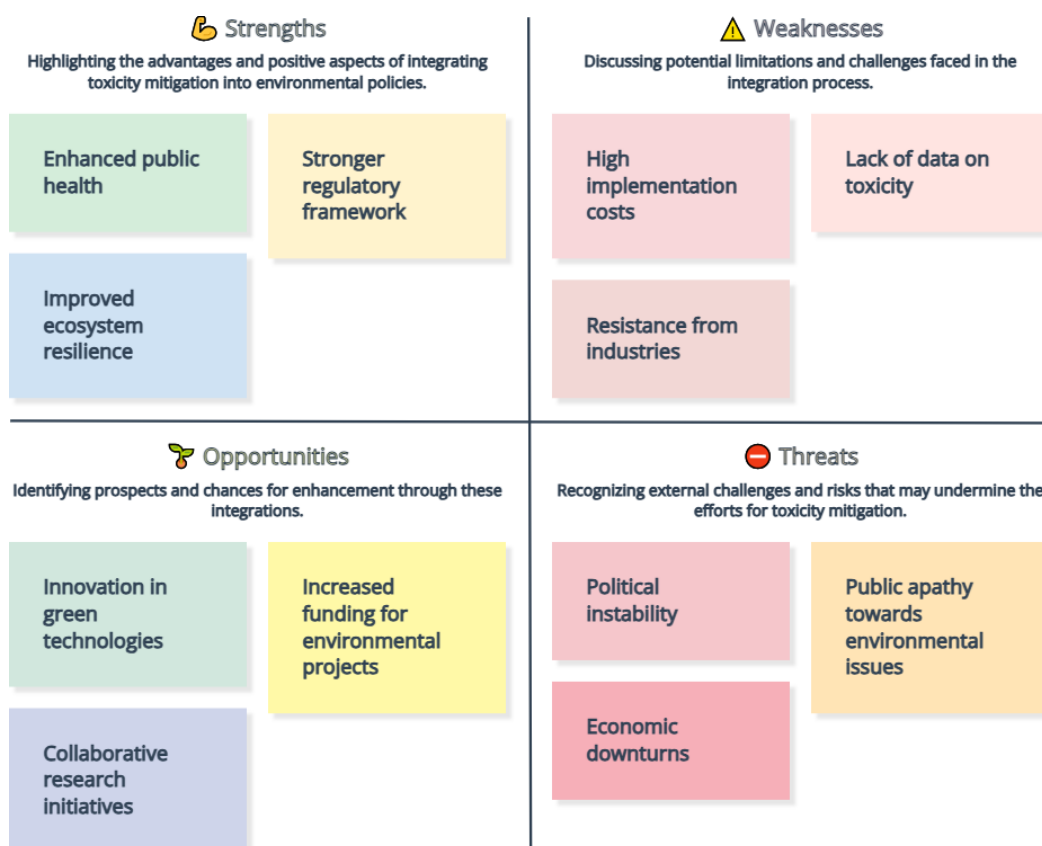 Strengths
Highlighting the advantages and positive aspects of integrating
toxicity mitigation into environmental policies.
Enhanced public
health
Stronger
regulatory
framework
Improved
ecosystem
resilience
Weaknesses
Discussing potential limitations and challenges faced in the
integration process.
High
implementation
costs
Lack of data on
toxicity
Resistance from
industries
Opportunities
Identifying prospects and chances for enhancement through these
integrations.
Innovation in
green
technologies
Increased
funding for
environmental
projects
Collaborative
research
initiatives
Threats
Recognizing external challenges and risks that may undermine the
efforts for toxicity mitigation.
Political
instability
Public apathy
towards
environmental
issues
Economic
downturns